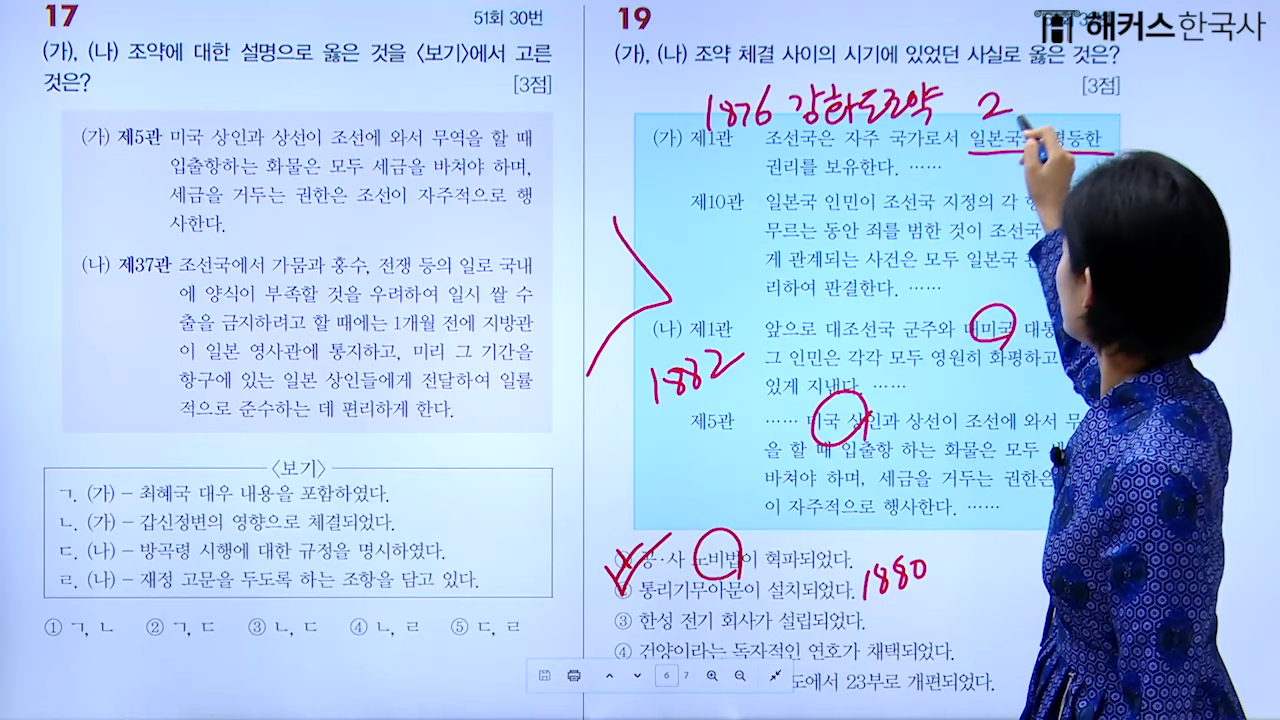 17
51회 30번
(가), (나) 조약에 대한 설명으로 옳은 것을 <보기>에서 고른
것은?
[3점]
(가) 제5관 미국 상인과 상선이 조선에 와서 무역을 할 때
입출항하는 화물은 모두 세금을 바쳐야 하며,
세금을 거두는 권한은 조선이 자주적으로 행
사한다.
(나) 제37관 조선국에서 가뭄과 홍수, 전쟁 등의 일로 국내
에 양식이 부족할 것을 우려하여 일시 쌀 수
출을 금지하려고 할 때에는 1개월 전에 지방관
이 일본 영사관에 통지하고, 미리 그 기간을
항구에 있는 일본 상인들에게 전달하여 일률
적으로 준수하는 데 편리하게 한다.
<보기>
ㄱ. (가) - 최혜국 대우 내용을 포함하였다.
ㄴ. (가) - 갑신정변의 영향으로 체결되었다.
ㄷ. (나) - 방곡령 시행에 대한 규정을 명시하였다.
ㄹ. (나) - 재정 고문을 두도록 하는 조항을 담고 있다.
① ㄱ, ㄴ ② ㄱ, ㄷ ③ ㄴ, ㄷ ④ ㄴ, ㄹ ⑤ ㄷ, ㄹ
19
해커스한국사
(가), (나) 조약 체결 사이의 시기에 있었던 사실로 옳은 것은?
[3점]
1876 강화도조약 2
(가) 제1관 조선국은 자주 국가로서 일본국과 평등한
권리를 보유한다. ……
제10관 일본국 인민이 조선국 지정의 각
무르는 동안 죄를 범한 것이 조선국
게 관계되는 사건은 모두 일본국
리하여 판결한다. ……
(나) 제1관 앞으로 대조선국 군주와 대미국 대통
그 인민은 각각 모두 영원히 화평하고
있게 지낸다. ……
1882
제5관 …… 미국 상인과 상선이 조선에 와서 무
을 할 때 입출항 하는 화물은 모두
바쳐야 하며, 세금을 거두는 권한은
이 자주적으로 행사한다. ……
① 공·사 노비법이 혁파되었다.
② 통리기무아문이 설치되었다. 1880
③ 한성 전기 회사가 설립되었다.
④ 건양이라는 독자적인 연호가 채택되었다.
도에서 23부로 개편되었다.
6 7